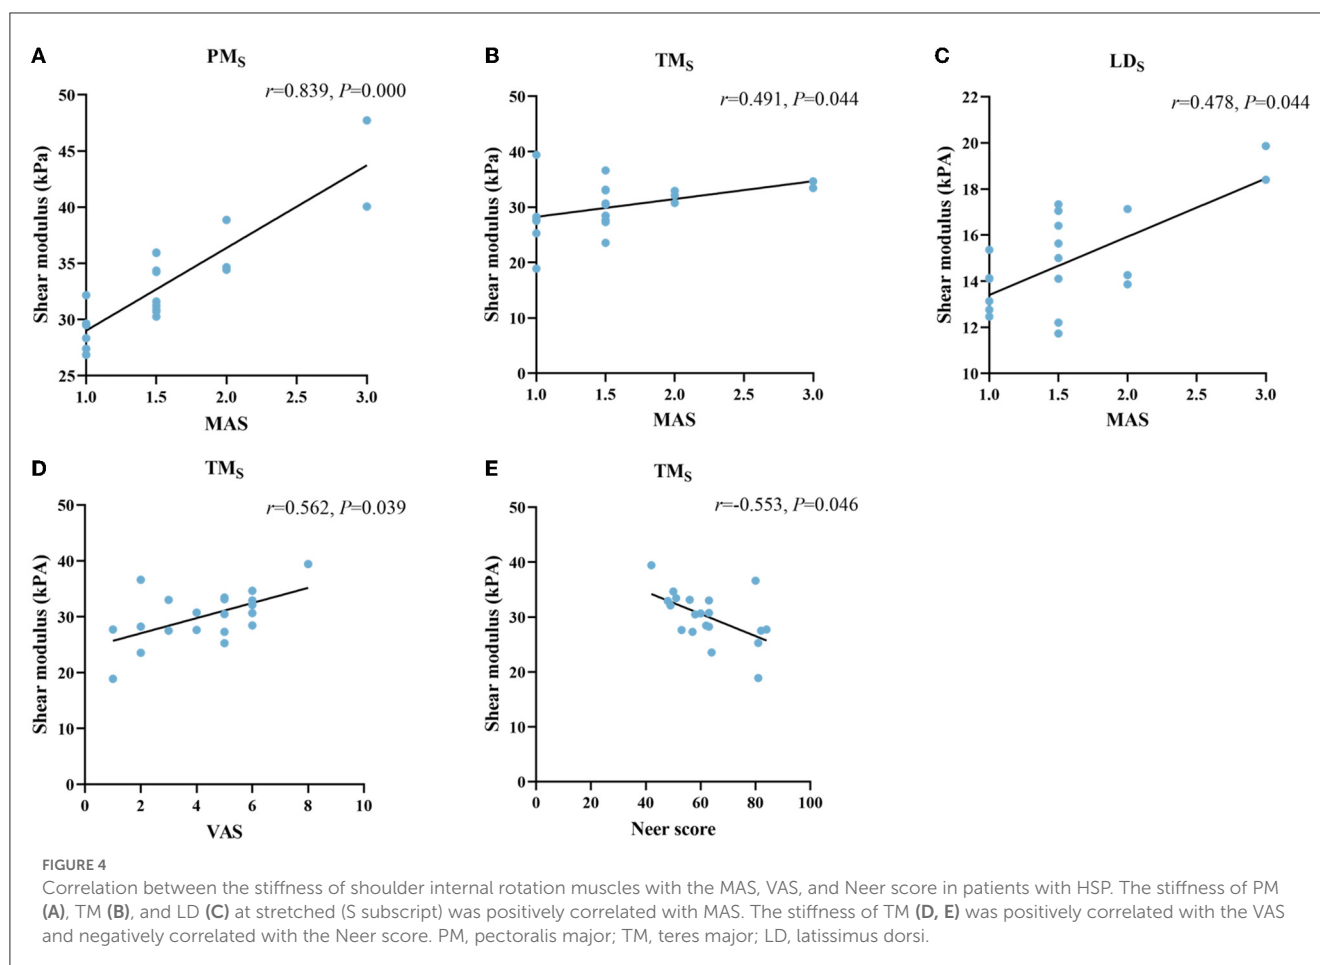 A
PMS
r=0.839, P=0.000
Shear modulus (kPa)
50
45
40
35
30
25
1.0 1.5 2.0 2.5 3.0
MAS
B
TMS
r=0.491, P=0.044
Shear modulus (kPa)
50
40
30
20
10
0
1.0 1.5 2.0 2.5 3.0
MAS
C
LDS
r=0.478, P=0.044
Shear modulus (kPA)
22
20
18
16
14
12
10
1.0 1.5 2.0 2.5 3.0
MAS
D
TMS
r=0.562, P=0.039
Shear modulus (kPA)
50
40
30
20
10
0
0 2 4 6 8 10
VAS
E
TMS
r=-0.553, P=0.046
Shear modulus (kPA)
50
40
30
20
10
0
0 20 40 60 80 100
Neer score
FIGURE 4
Correlation between the stiffness of shoulder internal rotation muscles with the MAS, VAS, and Neer score in patients with HSP. The stiffness of PM
(A), TM (B), and LD (C) at stretched (S subscript) was positively correlated with MAS. The stiffness of TM (D, E) was positively correlated with the VAS
and negatively correlated with the Neer score. PM, pectoralis major; TM, teres major; LD, latissimus dorsi.